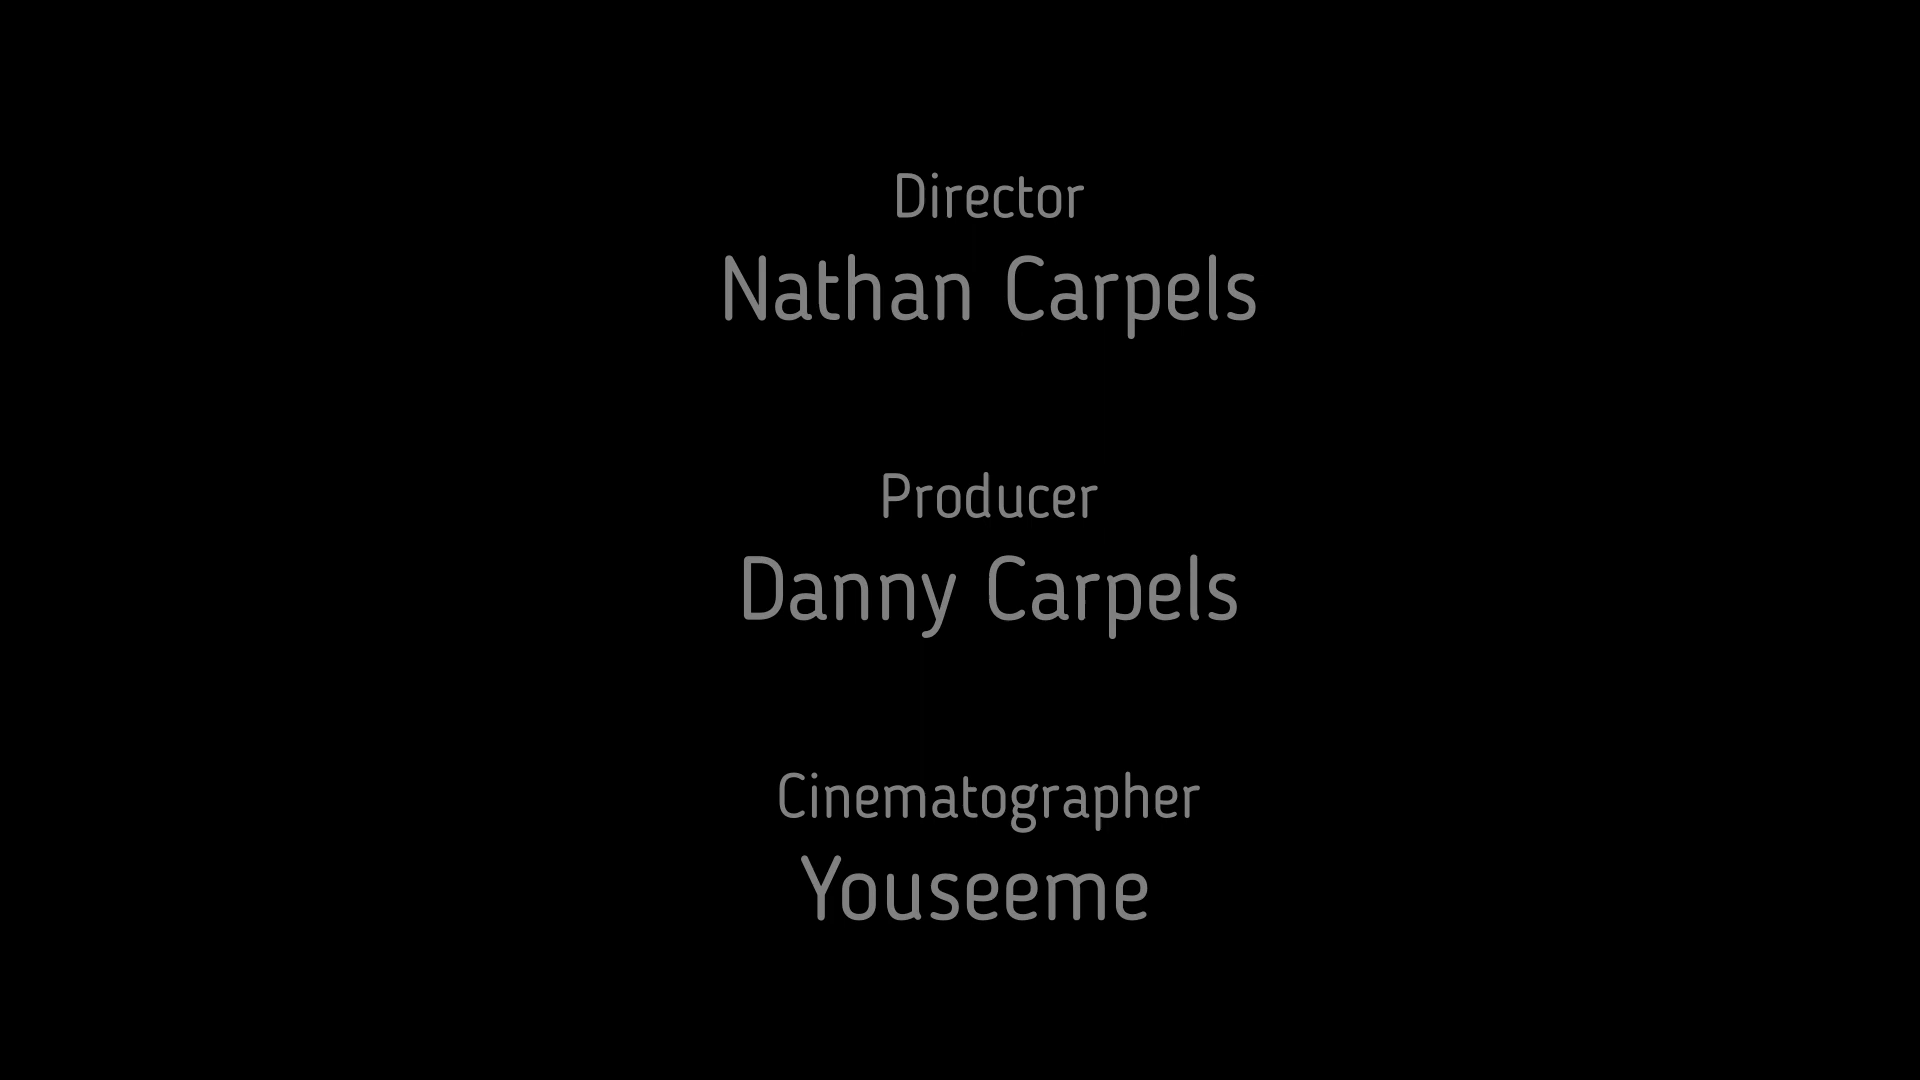 Director
Nathan Carpels
Producer
Danny Carpels
Cinematographer
Youseeme